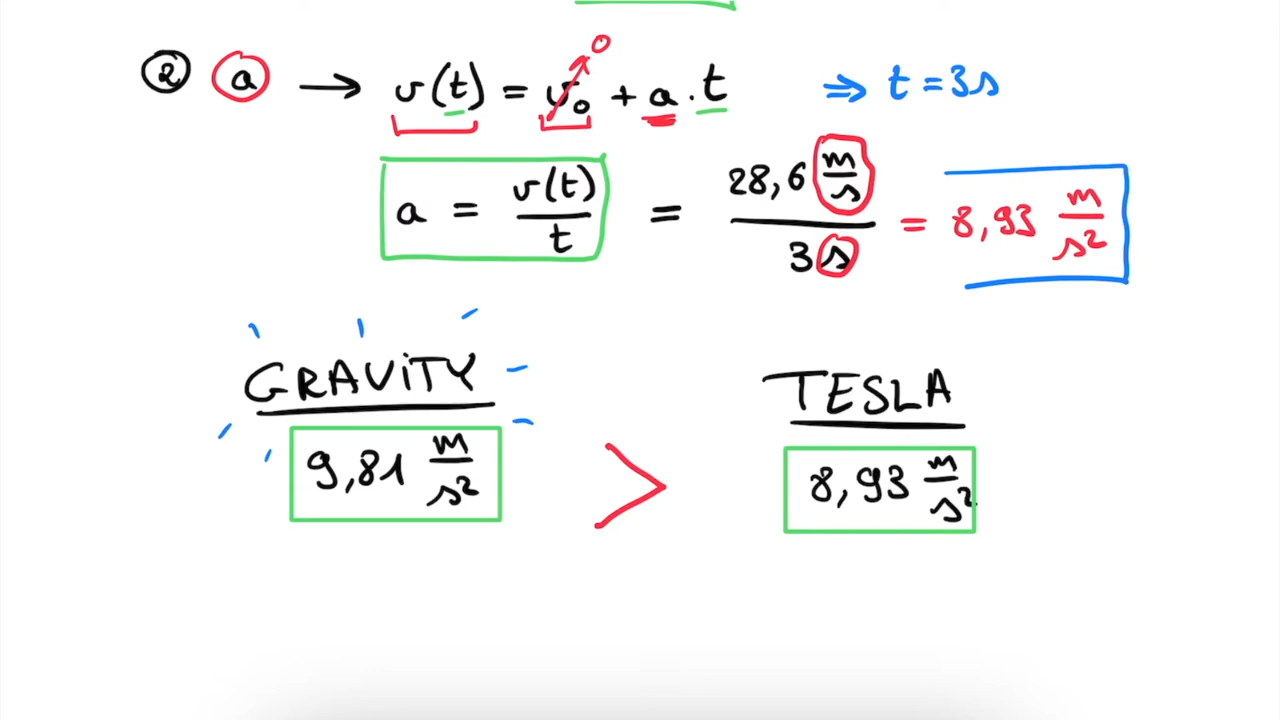 ② a → v(t) = v₀ + a · t ⇒ t = 3s
0
a = v(t)/t = 28,6 m/s / 3 s = 8,93 m/s²
GRAVITY > TESLA
9,81 m/s² 8,93 m/s²